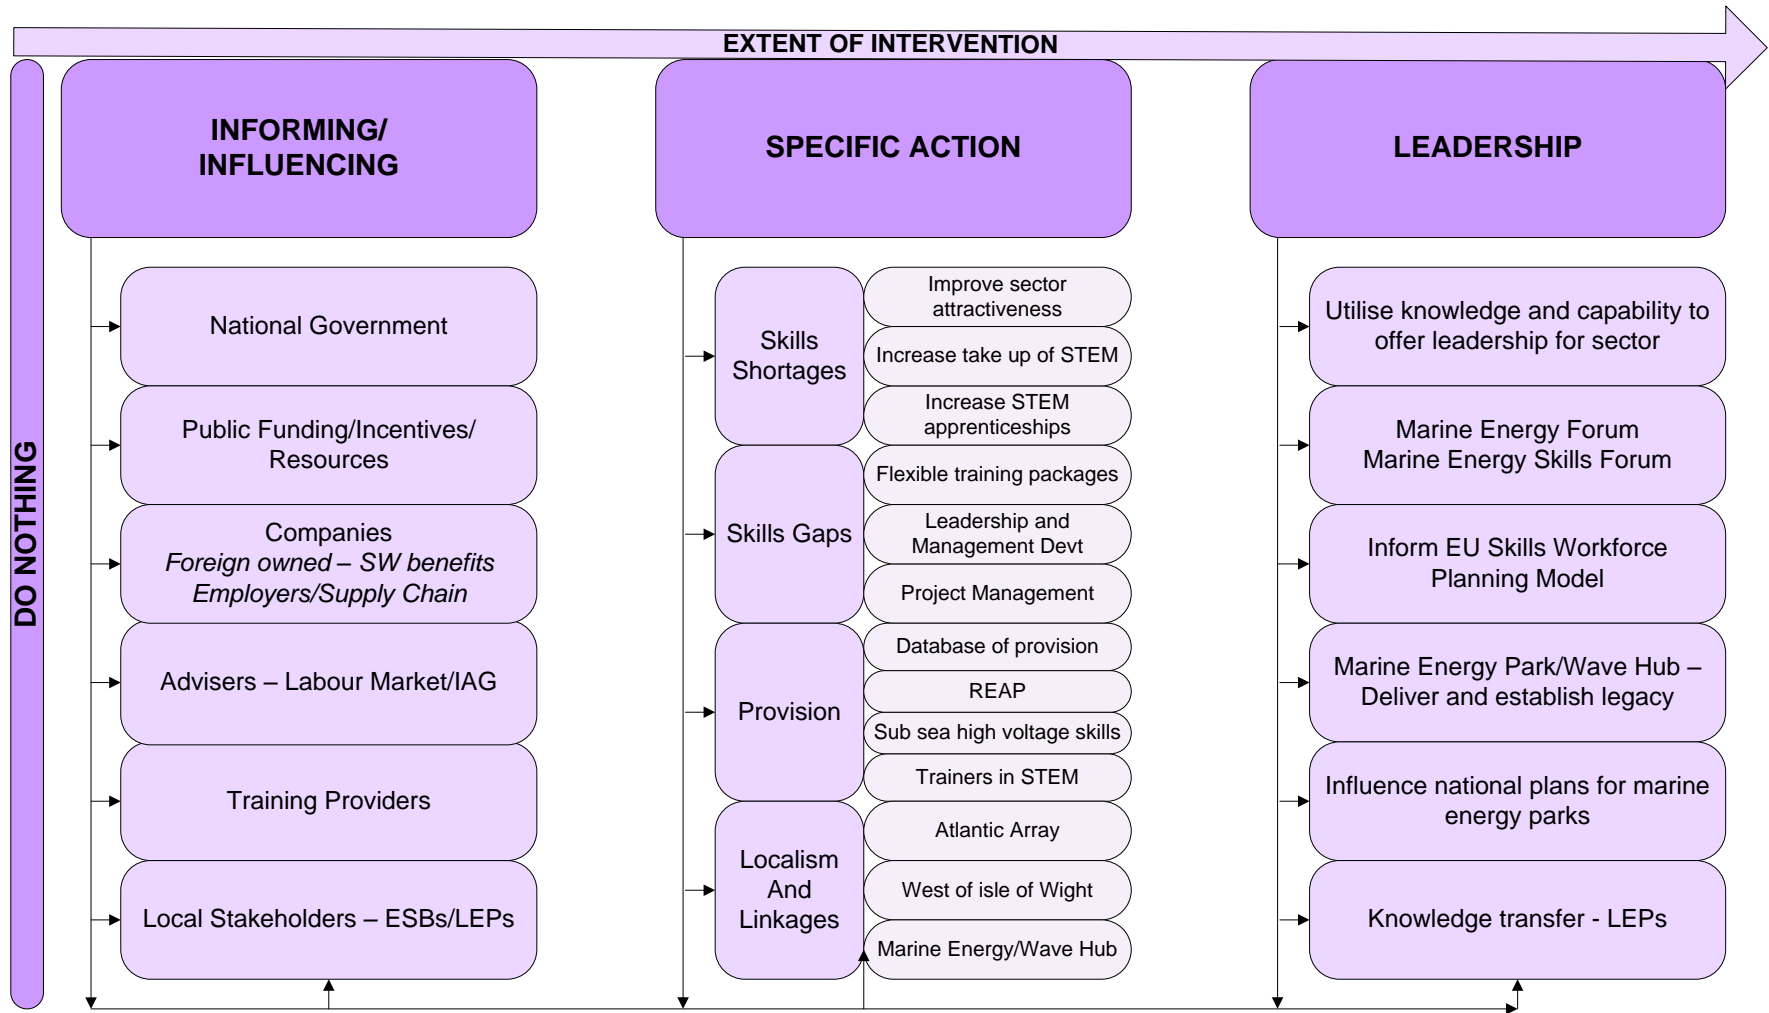 EXTENT OF INTERVENTION
DO NOTHING
INFORMING/
INFLUENCING
National Government
Public Funding/Incentives/
Resources
Companies
Foreign owned – SW benefits
Employers/Supply Chain
Advisers – Labour Market/IAG
Training Providers
Local Stakeholders – ESBs/LEPs
SPECIFIC ACTION
Skills
Shortages
Improve sector
attractiveness
Increase take up of STEM
Increase STEM
apprenticeships
Skills Gaps
Flexible training packages
Leadership and
Management Devt
Project Management
Provision
Database of provision
REAP
Sub sea high voltage skills
Trainers in STEM
Localism
And
Linkages
Atlantic Array
West of isle of Wight
Marine Energy/Wave Hub
LEADERSHIP
Utilise knowledge and capability to
offer leadership for sector
Marine Energy Forum
Marine Energy Skills Forum
Inform EU Skills Workforce
Planning Model
Marine Energy Park/Wave Hub –
Deliver and establish legacy
Influence national plans for marine
energy parks
Knowledge transfer - LEPs